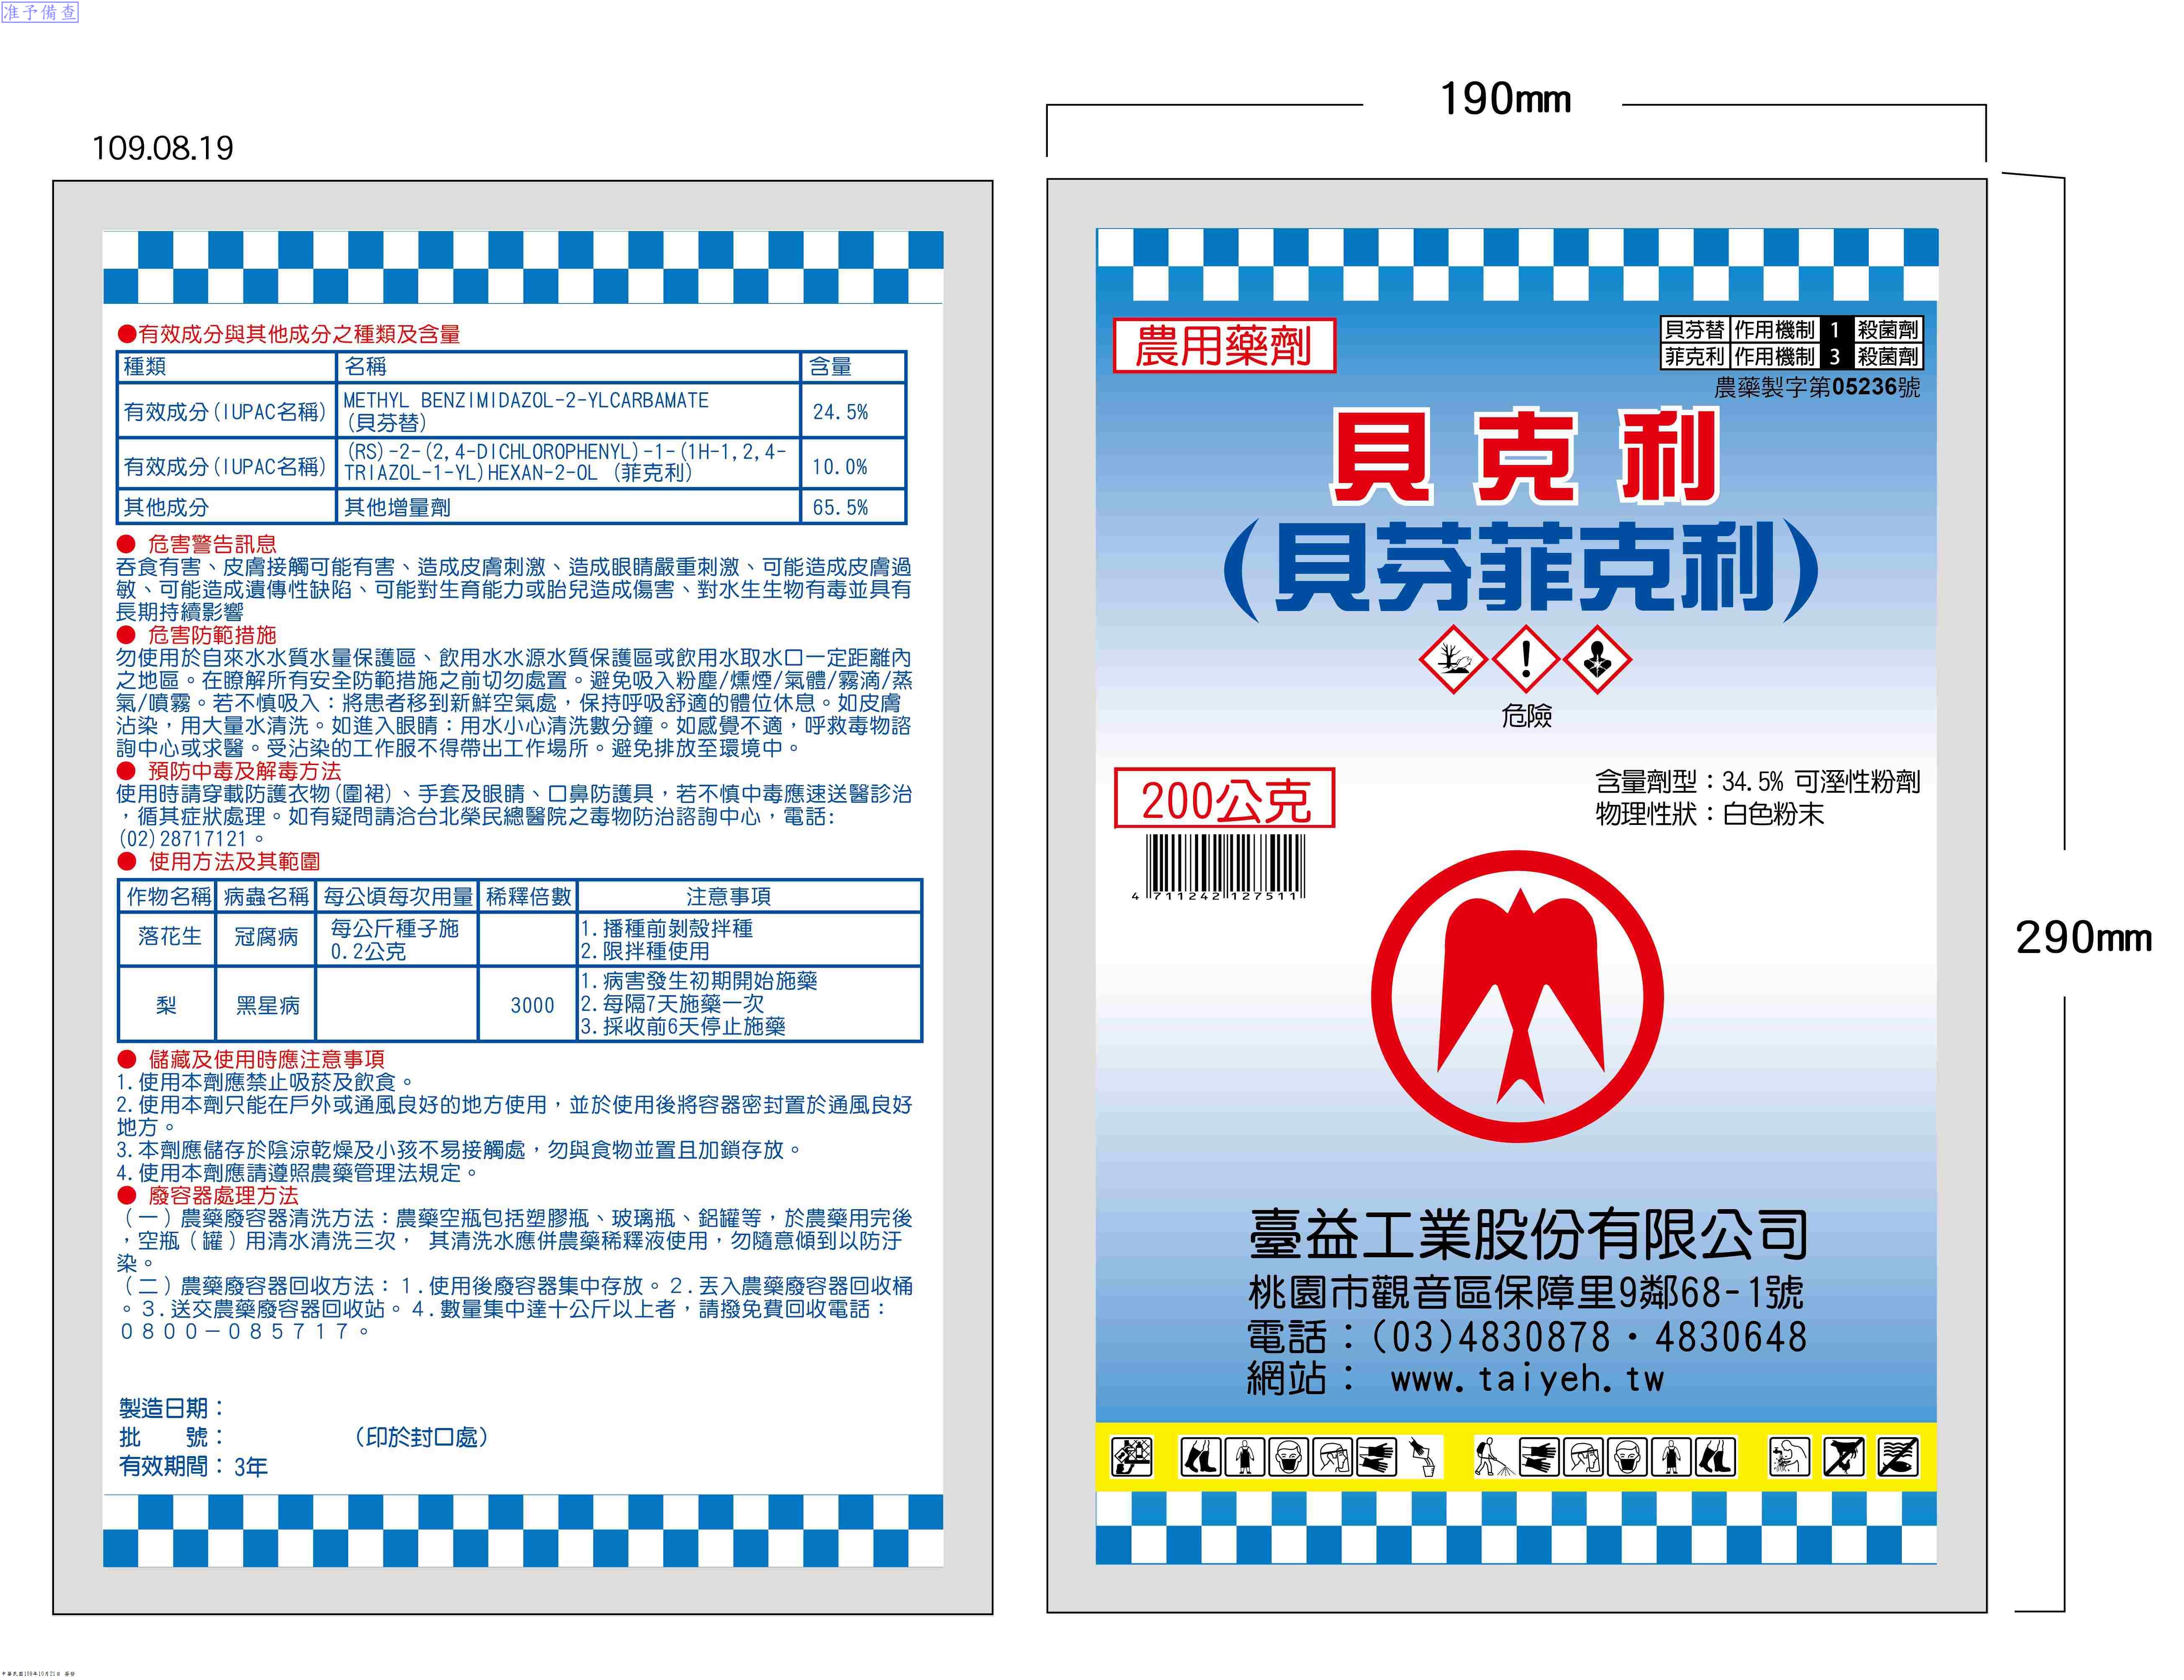 准予備查
109.08.19
●有效成分與其他成分之種類及含量
種類 名稱 含量
有效成分(IUPAC名稱) METHYL BENZIMIDAZOL-2-YLCARBAMATE
(貝芬替) 24.5%
有效成分(IUPAC名稱) (RS)-2-(2,4-DICHLOROPHENYL)-1-(1H-1,2,4-
TRIAZOL-1-YL)HEXAN-2-OL (菲克利) 10.0%
其他成分 其他增量劑 65.5%
● 危害警告訊息
吞食有害、皮膚接觸可能有害、造成皮膚刺激、造成眼睛嚴重刺激、可能造成皮膚過
敏、可能造成遺傳性缺陷、可能對生育能力或胎兒造成傷害、對水生生物有毒並具有
長期持續影響
● 危害防範措施
勿使用於自來水水質水量保護區、飲用水水源水質保護區或飲用水取水口一定距離內
之地區。在瞭解所有安全防範措施之前切勿處置。避免吸入粉塵/燻煙/氣體/霧滴/蒸
氣/噴霧。若不慎吸入：將患者移到新鮮空氣處，保持呼吸舒適的體位休息。如皮膚
沾染，用大量水清洗。如進入眼睛：用水小心清洗數分鐘。如感覺不適，呼救毒物諮
詢中心或求醫。受沾染的工作服不得帶出工作場所。避免排放至環境中。
● 預防中毒及解毒方法
使用時請穿載防護衣物(圍裙)、手套及眼睛、口鼻防護具，若不慎中毒應速送醫診治
，循其症狀處理。如有疑問請洽台北榮民總醫院之毒物防治諮詢中心，電話:
(02)28717121。
● 使用方法及其範圍
作物名稱 病蟲名稱 每公頃每次用量 稀釋倍數 注意事項
落花生 冠腐病 每公斤種子施
0.2公克 1.播種前剝殼拌種
2.限拌種使用
梨 黑星病 3000 1.病害發生初期開始施藥
2.每隔7天施藥一次
3.採收前6天停止施藥
● 儲藏及使用時應注意事項
1.使用本劑應禁止吸菸及飲食。
2.使用本劑只能在戶外或通風良好的地方使用，並於使用後將容器密封置於通風良好
地方。
3.本劑應儲存於陰涼乾燥及小孩不易接觸處，勿與食物並置且加鎖存放。
4.使用本劑應請遵照農藥管理法規定。
● 廢容器處理方法
（一）農藥廢容器清洗方法：農藥空瓶包括塑膠瓶、玻璃瓶、鋁罐等，於農藥用完後
，空瓶（罐）用清水清洗三次， 其清洗水應併農藥稀釋液使用，勿隨意傾到以防汙
染。
（二）農藥廢容器回收方法：１.使用後廢容器集中存放。２.丟入農藥廢容器回收桶
。３.送交農藥廢容器回收站。４.數量集中達十公斤以上者，請撥免費回收電話：
０８００－０８５７１７。
製造日期：
批　　號： (印於封口處)
有效期間：3年
190mm
農用藥劑
貝芬替 作用機制 1 殺菌劑
菲克利 作用機制 3 殺菌劑
農藥製字第05236號
貝克利
(貝芬菲克利)
危險
200公克
含量劑型：34.5% 可溼性粉劑
物理性狀：白色粉末
4 711242 127511
290mm
臺益工業股份有限公司
桃園市觀音區保障里9鄰68-1號
電話：(03)4830878・4830648
網站： www.taiyeh.tw
中華民國109年10月21日 藥發